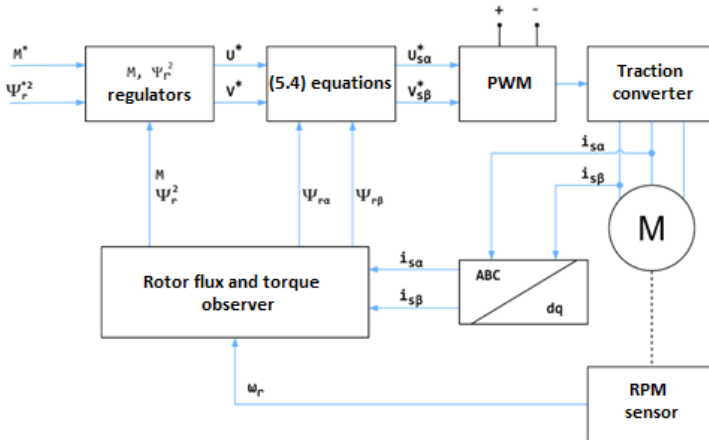 + -
M* U* U*sα
M, Ψr² regulators
(5.4) equations
PWM
Traction converter
Ψr*² V* V*sβ
isα
isβ
M
Ψr²
Ψrα Ψrβ
M
Rotor flux and torque observer
isα
isβ
ABC
dq
ωr
RPM sensor